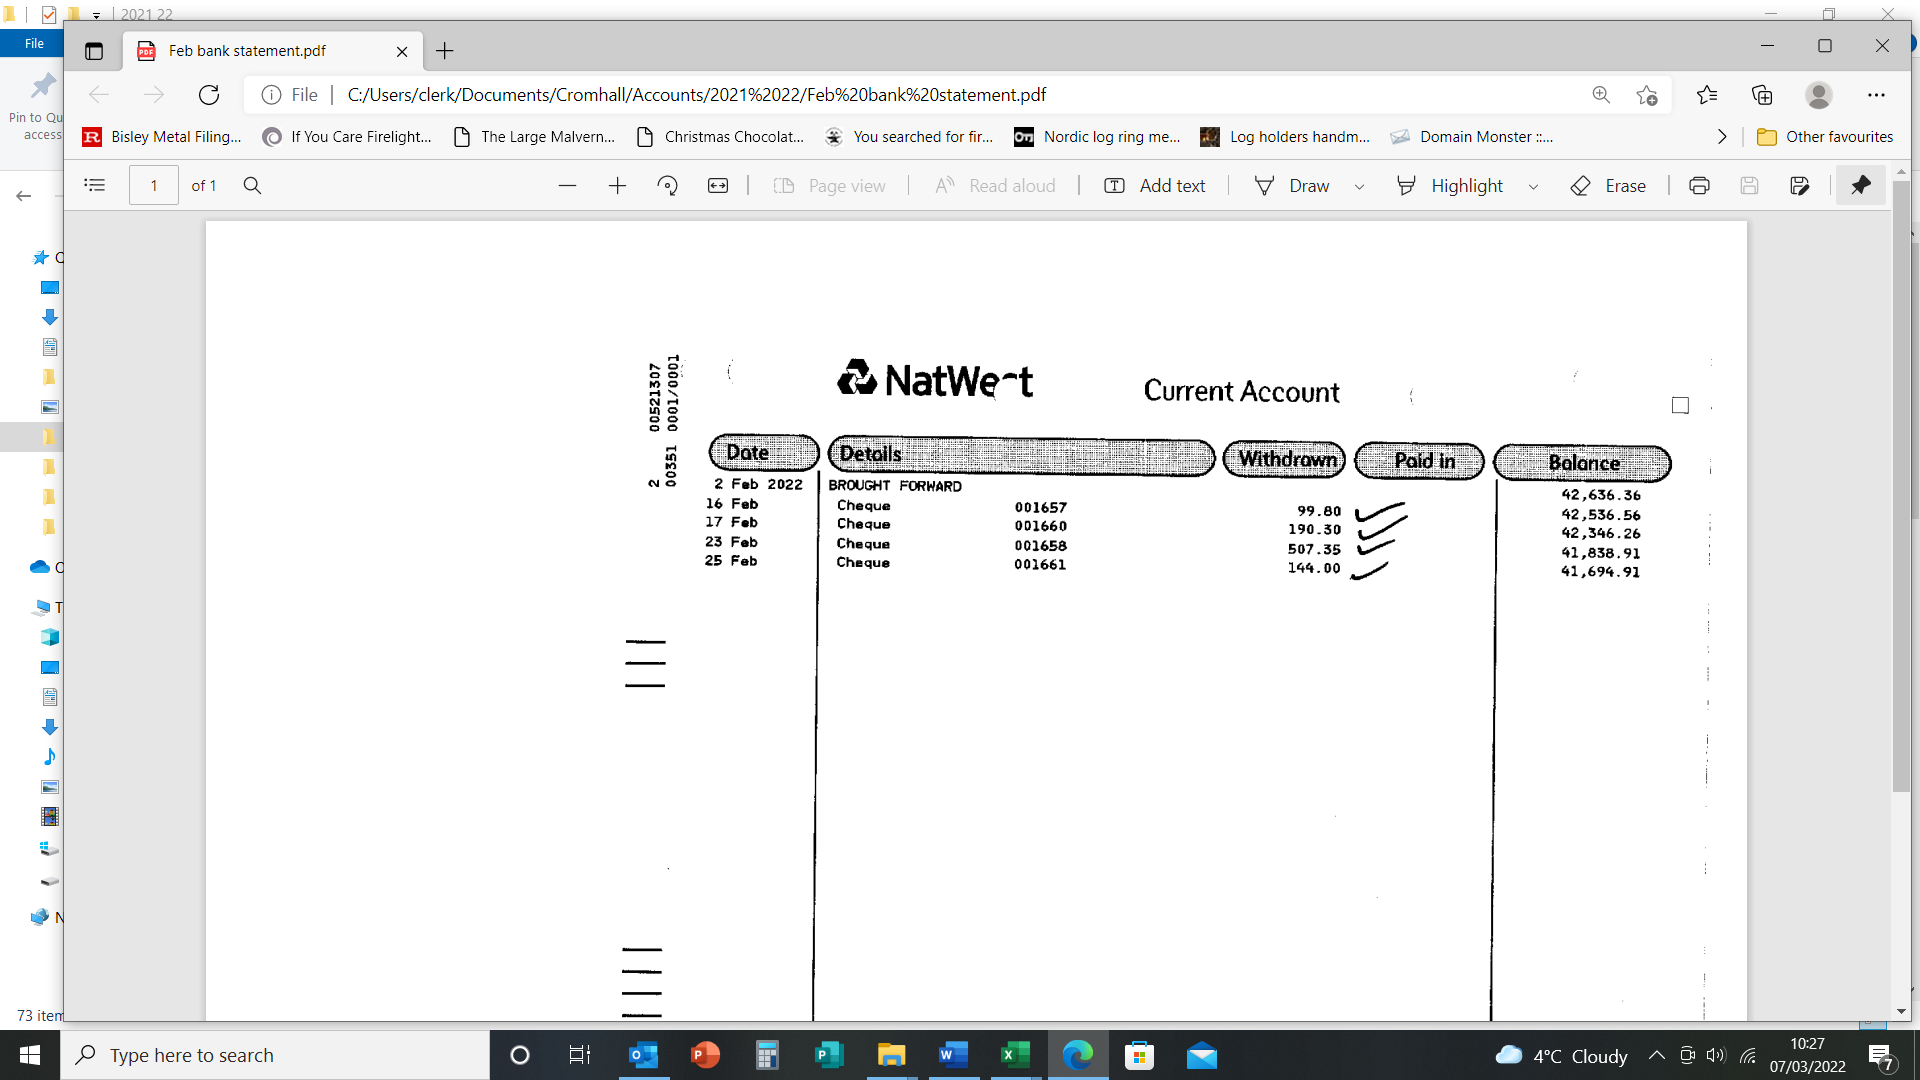 2021 22
File
Feb bank statement.pdf
File C:/Users/clerk/Documents/Cromhall/Accounts/2021%2022/Feb%20bank%20statement.pdf
Pin to Qu
access
Bisley Metal Filing... If You Care Firelight... The Large Malvern... Christmas Chocolat... You searched for fir... Nordic log ring me... Log holders handm... Domain Monster ::... Other favourites
1 of 1 Page view Read aloud Add text Draw Highlight Erase
00521307
0001/0001
2
00351
NatWest Current Account
Date Details Withdrawn Paid in Balance
2 Feb 2022 BROUGHT FORWARD 42,636.36
16 Feb Cheque 001657 99.80 42,536.56
17 Feb Cheque 001660 190.30 42,346.26
23 Feb Cheque 001658 507.35 41,838.91
25 Feb Cheque 001661 144.00 41,694.91
73 item
Type here to search
4°C Cloudy
10:27
07/03/2022
7